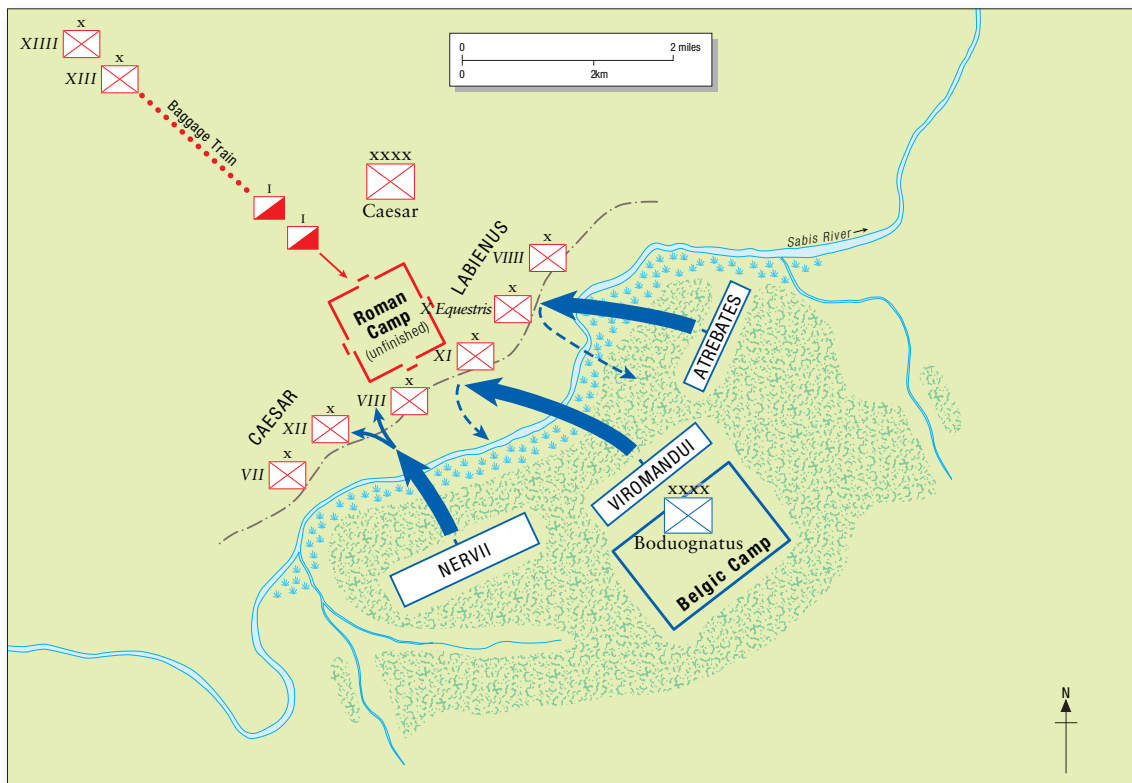 x
XIIII
x
XIII
Baggage Train
I
I
0 2 miles
0 2km
xxxx
Caesar
Roman
Camp
(unfinished)
LABIENUS
x
VIIII
x
X Equestris
x
XI
x
VIII
CAESAR
x
XII
x
VII
Sabis River →
ATREBATES
VIROMANDUI
NERVII
xxxx
Boduognatus
Belgic Camp
N